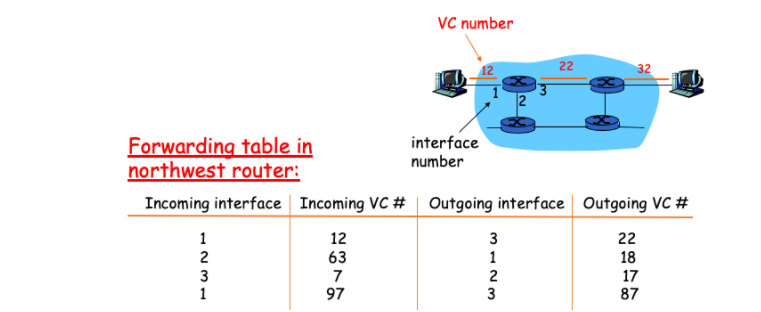 VC number
12
22
32
1
2
3
interface
number
Forwarding table in
northwest router:
Incoming interface Incoming VC # Outgoing interface Outgoing VC #
1 12 3 22
2 63 1 18
3 7 2 17
1 97 3 87